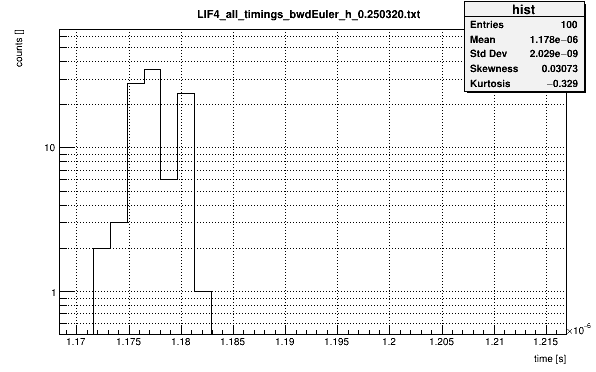 LIF4_all_timings_bwdEuler_h_0.250320.txt
hist
Entries 100
Mean 1.178e−06
Std Dev 2.029e−09
Skewness 0.03073
Kurtosis −0.329
counts []
10
1
1.17 1.175 1.18 1.185 1.19 1.195 1.2 1.205 1.21 1.215
×10⁻⁶
time [s]